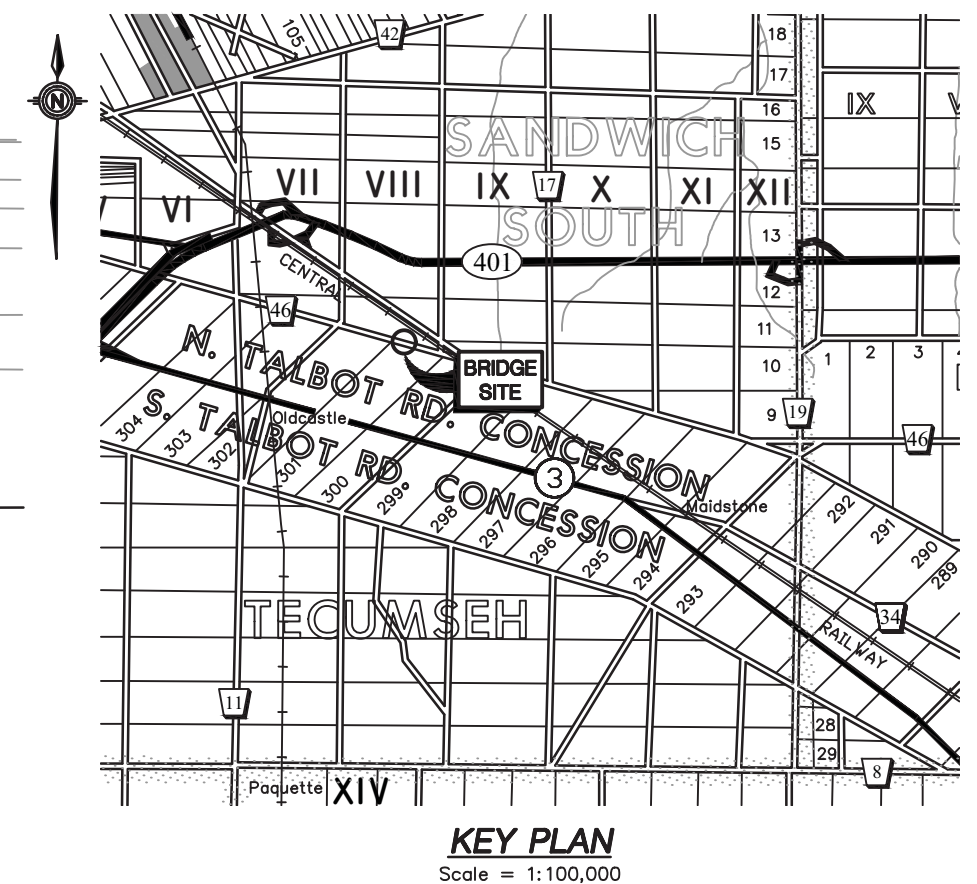 105
42
18
17
16
SANDWICH
IX
15
N
VII
VIII
IX
17
X
XI
XII
VI
SOUTH
13
401
CENTRAL
12
46
11
N. TALBOT RD. CONCESSION
BRIDGE
SITE
10
1
2
3
9
19
46
S. TALBOT RD. CONCESSION
Oldcastle
304
303
302
301
300
299
298
297
296
295
294
293
3
Maidstone
292
291
290
289
TECUMSEH
34
RAILWAY
11
28
29
8
Paquette
XIV
KEY PLAN
Scale = 1:100,000